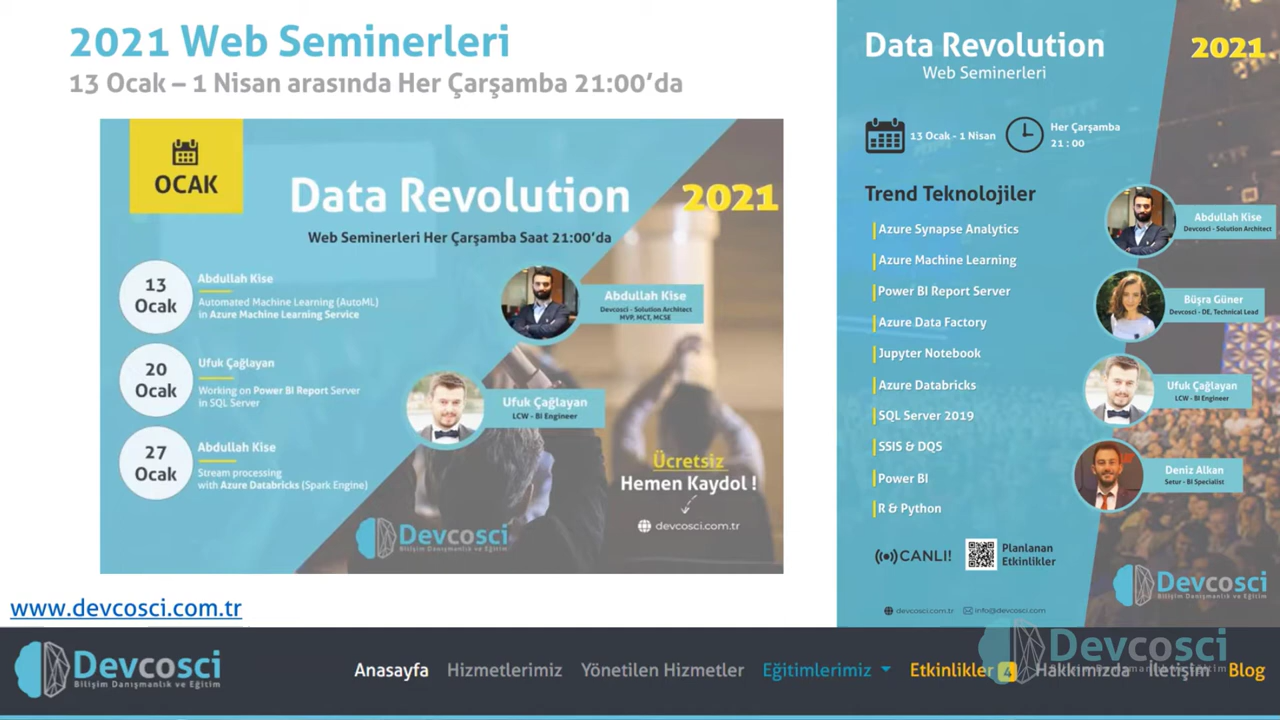 2021 Web Seminerleri
13 Ocak – 1 Nisan arasında Her Çarşamba 21:00’da
OCAK
Data Revolution
2021
Web Seminerleri Her Çarşamba Saat 21:00’da
13
Ocak
Abdullah Kise
Automated Machine Learning (AutoML)
in Azure Machine Learning Service
20
Ocak
Ufuk Çağlayan
Working on Power BI Report Server
in SQL Server
27
Ocak
Abdullah Kise
Stream processing
with Azure Databricks (Spark Engine)
Abdullah Kise
Devcosci - Solution Architect
MVP, MCT, MCSE
Ufuk Çağlayan
LCW - BI Engineer
Ücretsiz
Hemen Kaydol !
devcosci.com.tr
Devcosci
Bilişim Danışmanlık ve Eğitim
Data Revolution
2021
Web Seminerleri
13 Ocak - 1 Nisan
Her Çarşamba
21 : 00
Trend Teknolojiler
Azure Synapse Analytics
Azure Machine Learning
Power BI Report Server
Azure Data Factory
Jupyter Notebook
Azure Databricks
SQL Server 2019
SSIS & DQS
Power BI
R & Python
Abdullah Kise
Devcosci - Solution Architect
Büşra Güner
Devcosci - DE, Technical Lead
Ufuk Çağlayan
LCW - BI Engineer
Deniz Alkan
Setur - BI Specialist
CANLI!
Planlanan
Etkinlikler
Devcosci
Bilişim Danışmanlık ve Eğitim
devcosci.com.tr
info@devcosci.com
www.devcosci.com.tr
Devcosci
Bilişim Danışmanlık ve Eğitim
Anasayfa Hizmetlerimiz Yönetilen Hizmetler Eğitimlerimiz Etkinlikler 4 Hakkımızda İletişim Blog
Devcosci
Bilişim Danışmanlık ve Eğitim